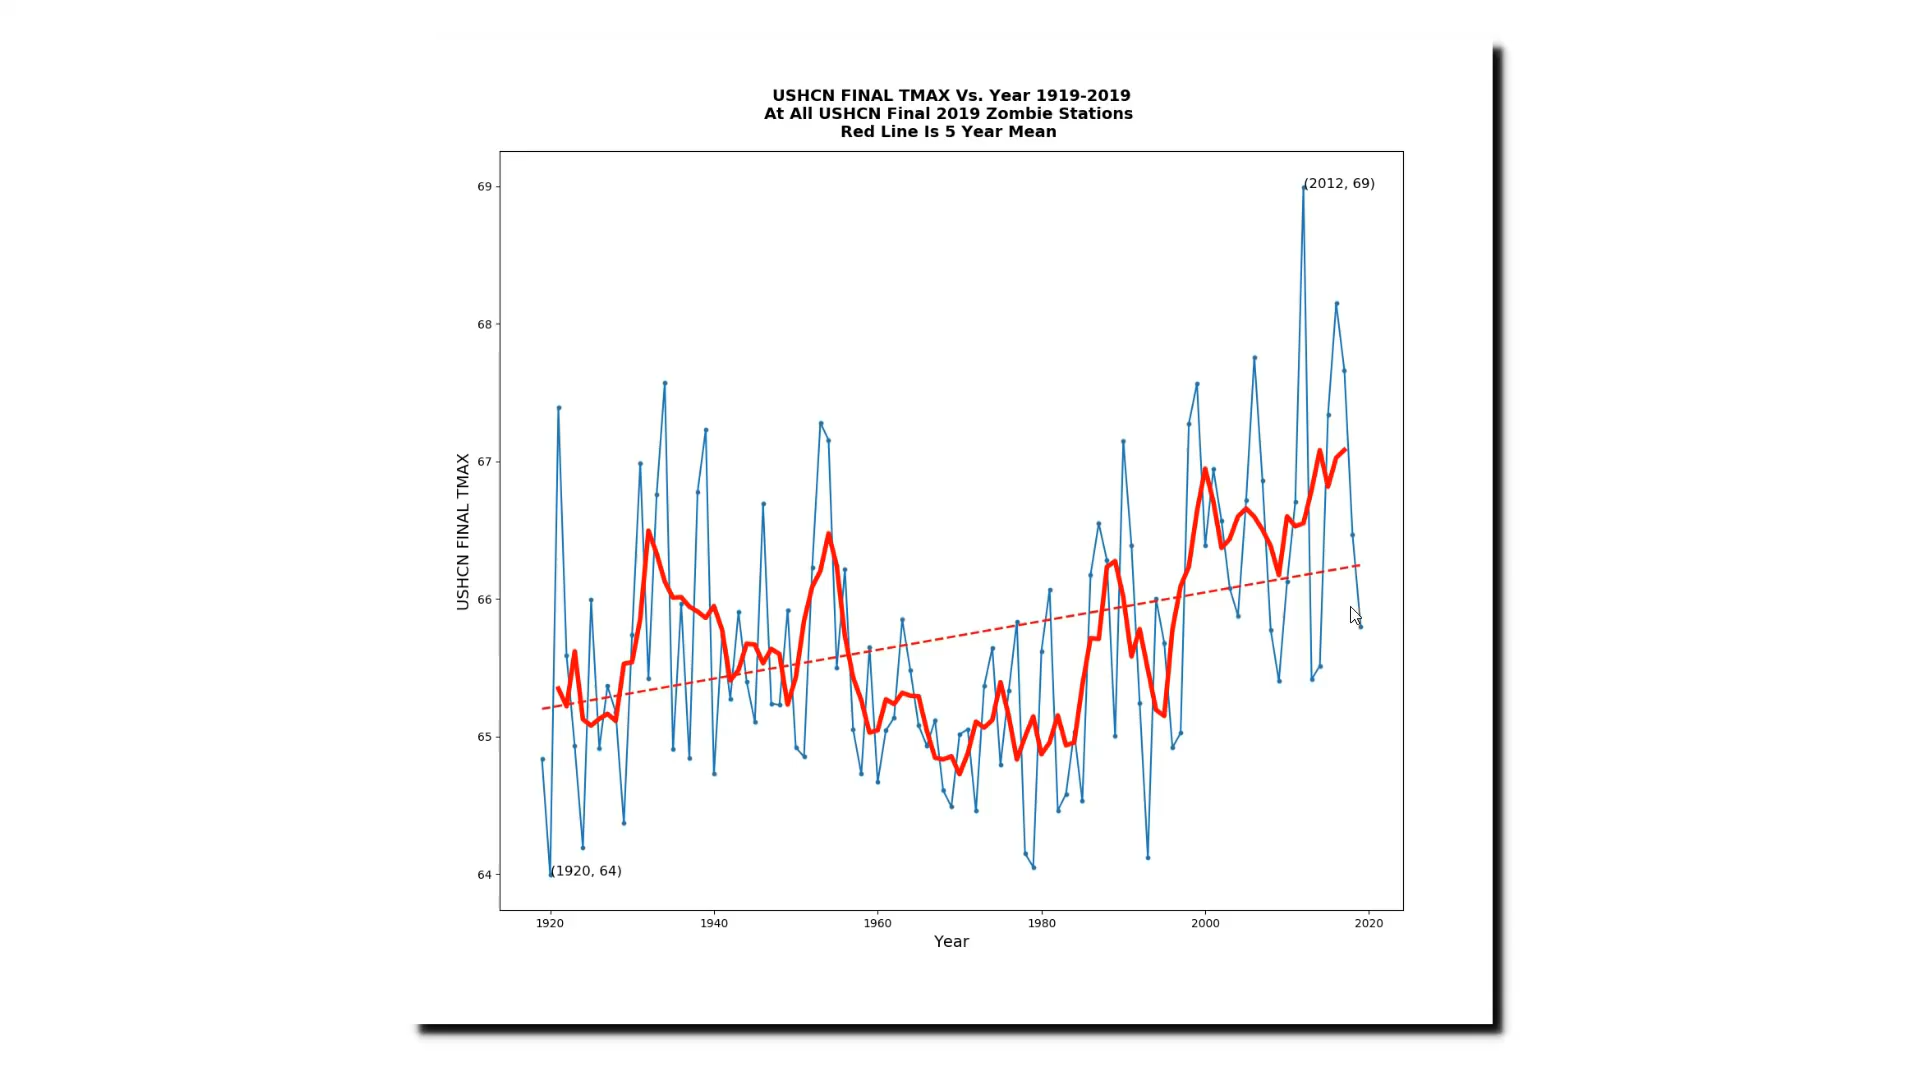 USHCN FINAL TMAX Vs. Year 1919-2019
At All USHCN Final 2019 Zombie Stations
Red Line Is 5 Year Mean
69
(2012, 69)
68
67
USHCN FINAL TMAX
66
65
64
(1920, 64)
1920 1940 1960 1980 2000 2020
Year